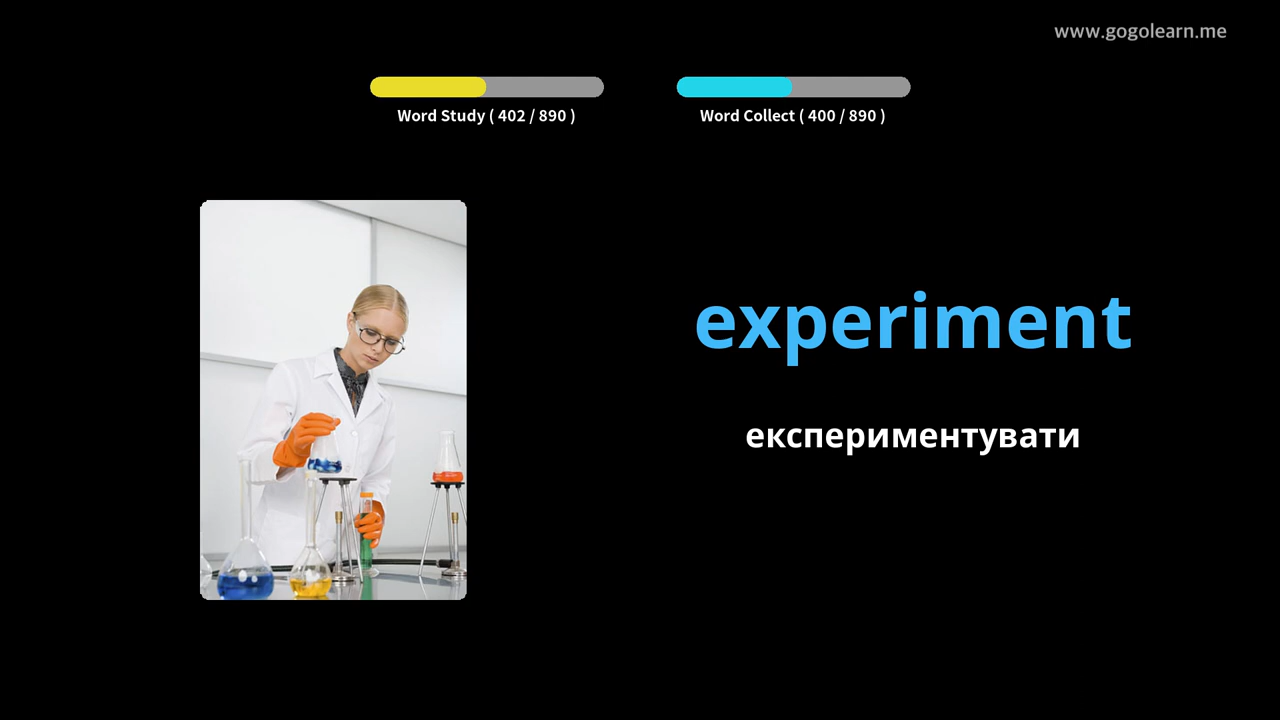 www.gogolearn.me
Word Study ( 402 / 890 )
Word Collect ( 400 / 890 )
experiment
експериментувати